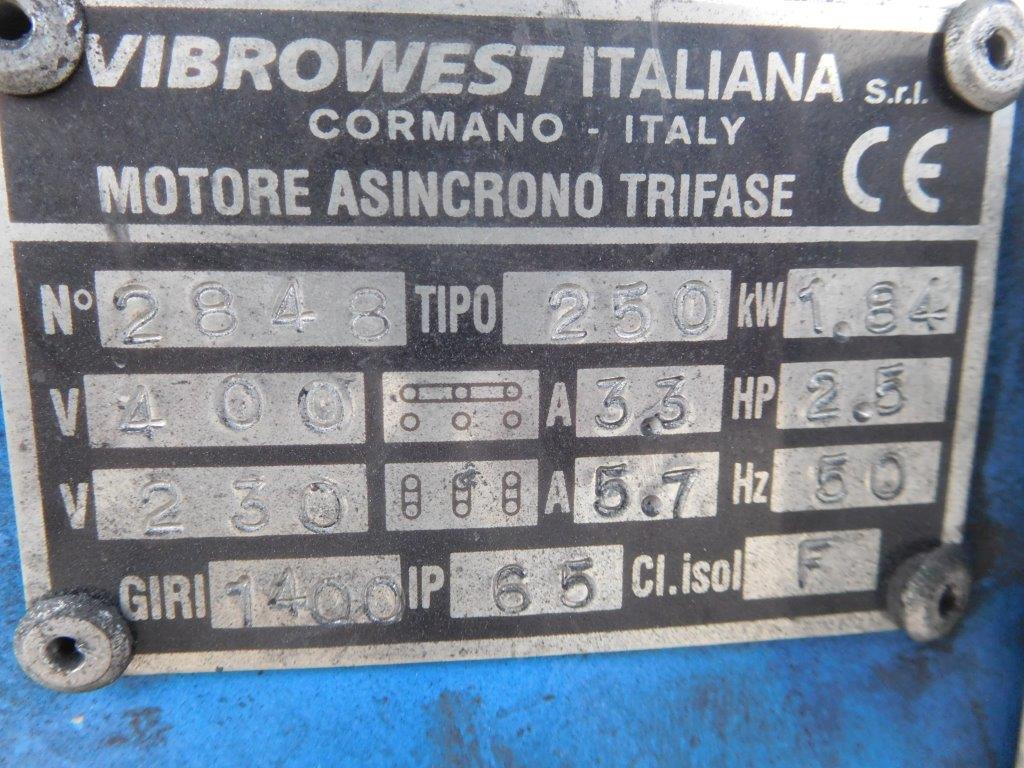 VIBROWEST ITALIANA S.r.l.
CORMANO - ITALY
MOTORE ASINCRONO TRIFASE CE
Nº 2848 TIPO 250 kW 1.84
V 400 A 3.3 HP 2.5
V 230 A 5.7 Hz 50
GIRI 1400 IP 65 Cl.isol F